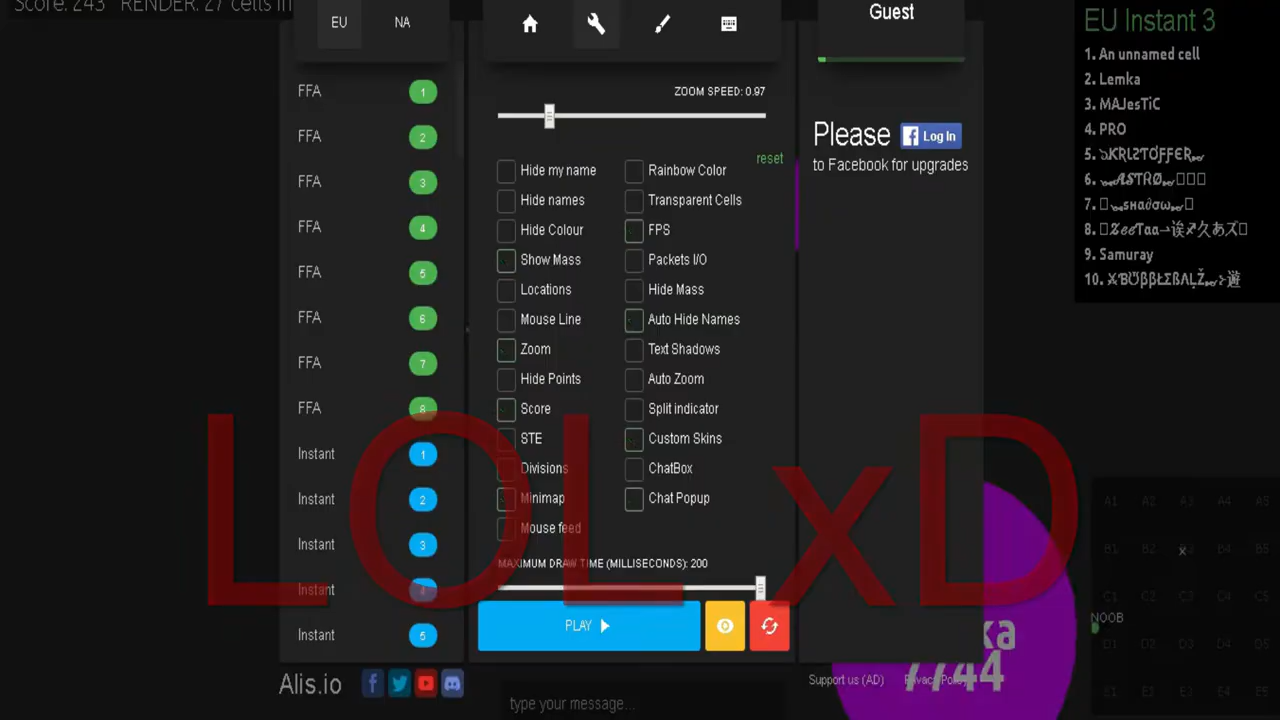 Score: 243 RENDER: 27 cells in
EU NA
FFA 1
FFA 2
FFA 3
FFA 4
FFA 5
FFA 6
FFA 7
FFA 8
Instant 1
Instant 2
Instant 3
Instant 4
Instant 5
Alis.io
ZOOM SPEED: 0.97
reset
Hide my name Rainbow Color
Hide names Transparent Cells
Hide Colour FPS
Show Mass Packets I/O
Locations Hide Mass
Mouse Line Auto Hide Names
Zoom Text Shadows
Hide Points Auto Zoom
Score Split indicator
STE Custom Skins
Divisions ChatBox
Minimap Chat Popup
Mouse feed
MAXIMUM DRAW TIME (MILLISECONDS): 200
PLAY
type your message...
LOL xD
Guest
Please Log In
to Facebook for upgrades
Support us (AD) Privacy Policy
ka
7744
EU Instant 3
1. An unnamed cell
2. Lemka
3. MAJesTiC
4. PRO
5.
6.
7.
8.
9. Samuray
10.
A1 A2 A3 A4 A5
B1 B2 B3 B4 B5
C1 C2 C3 C4 C5
NOOB
D1 D2 D3 D4 D5
E1 E2 E3 E4 E5